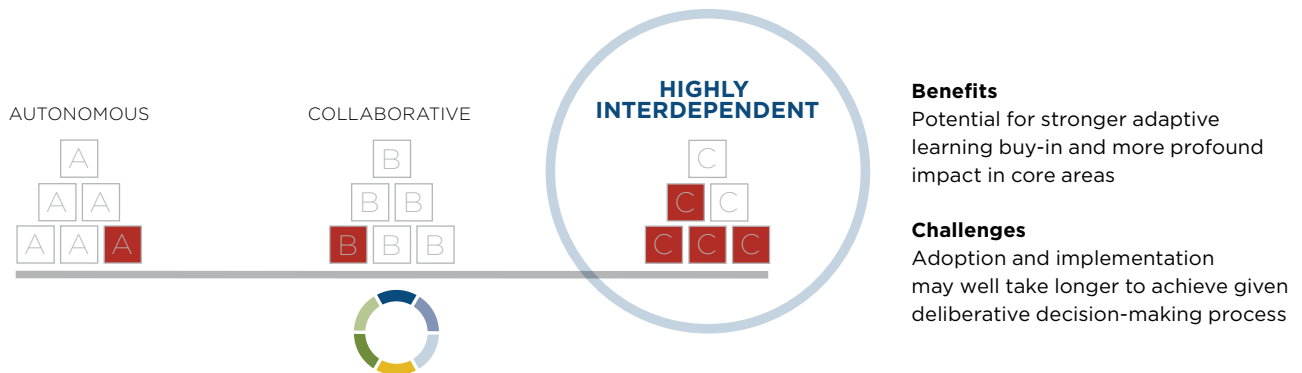 AUTONOMOUS
A
A A
A A A
COLLABORATIVE
B
B B
B B B
HIGHLY
INTERDEPENDENT
C
C C
C C C
Benefits
Potential for stronger adaptive
learning buy-in and more profound
impact in core areas
Challenges
Adoption and implementation
may well take longer to achieve given
deliberative decision-making process